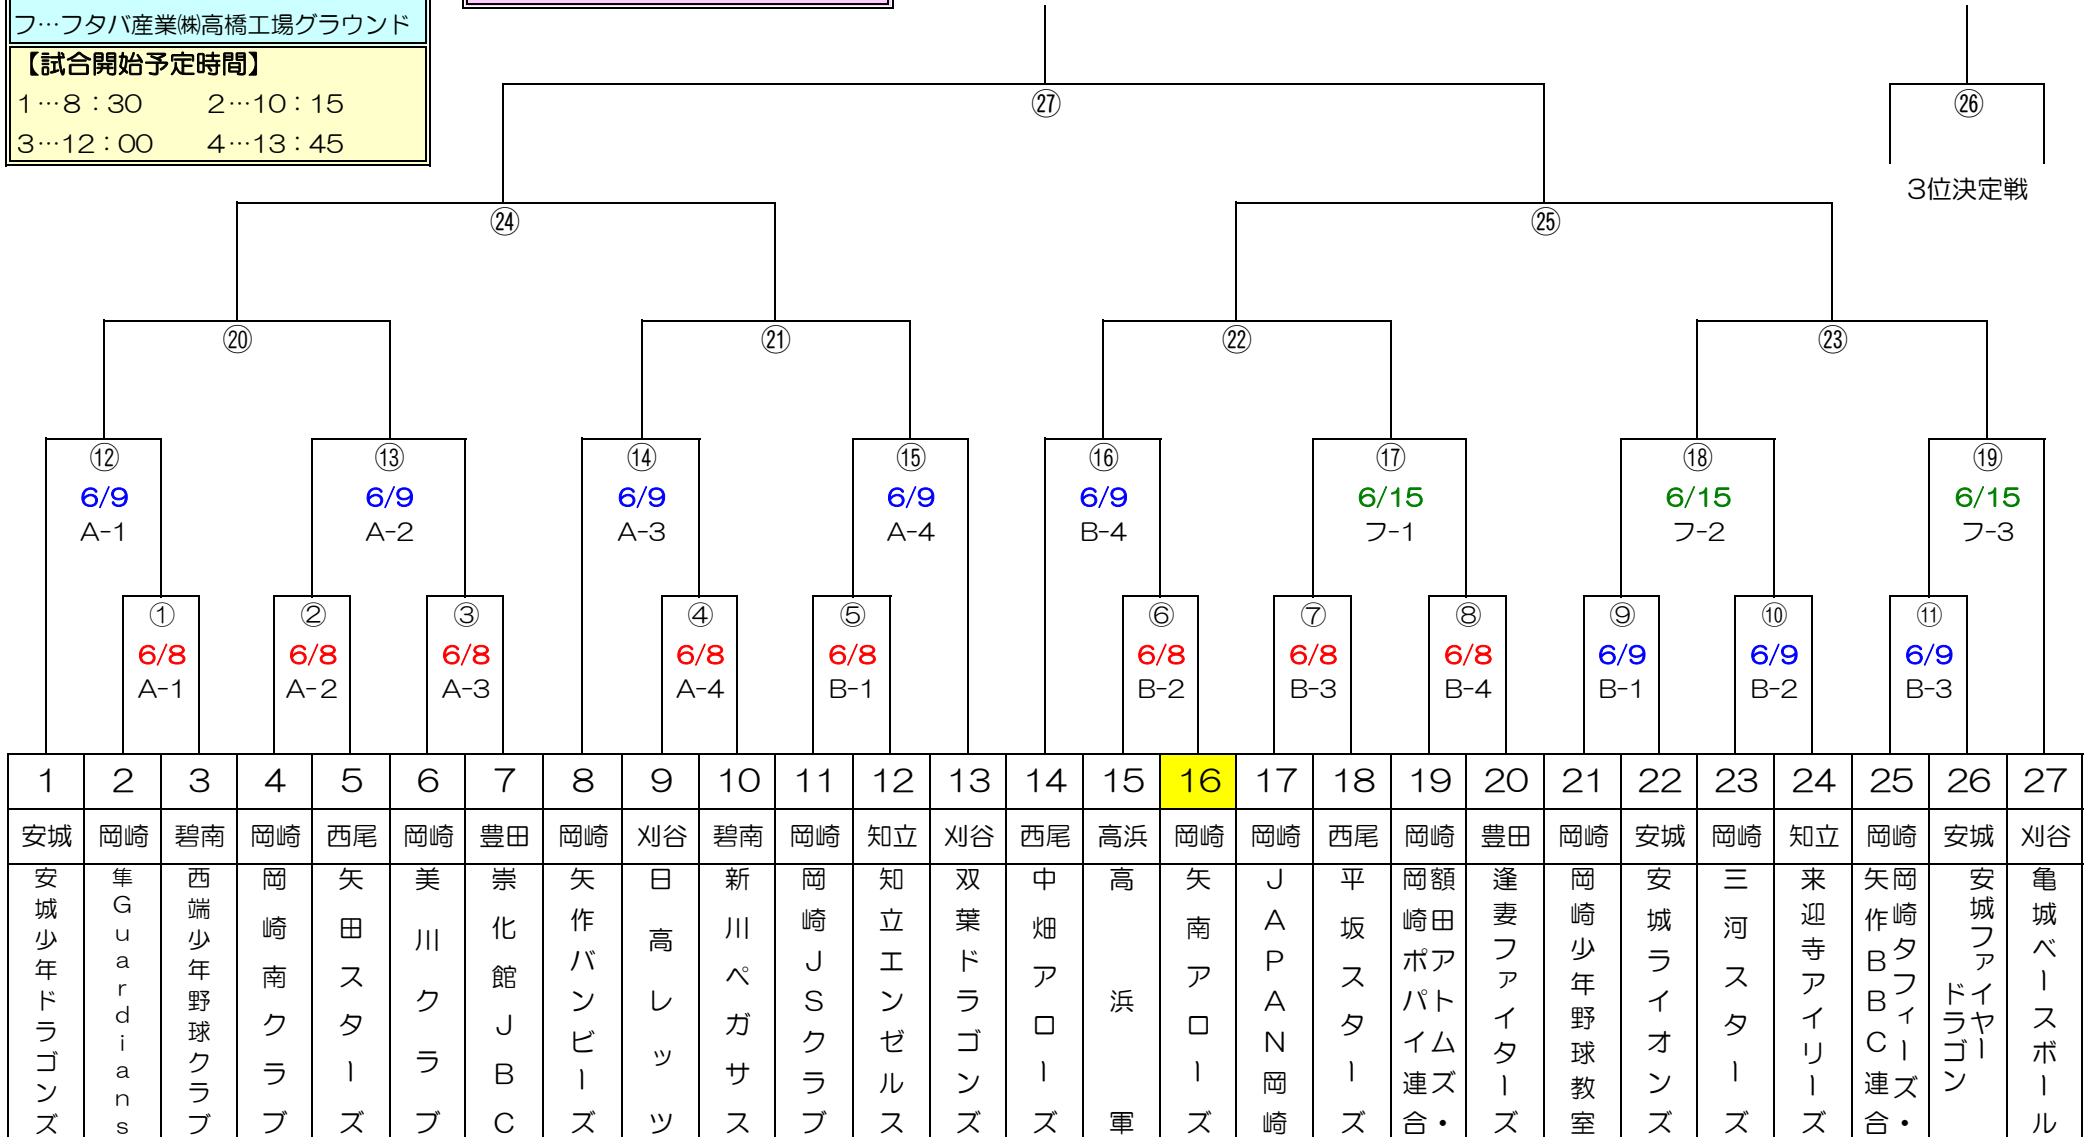 フ…フタバ産業㈱高橋工場グラウンド
【試合開始予定時間】
1…8：30 2…10：15
3…12：00 4…13：45
㉗ ㉖
3位決定戦
㉔ ㉕
⑳ ㉑ ㉒ ㉓
⑫ ⑬ ⑭ ⑮ ⑯ ⑰ ⑱ ⑲
6/9 6/9 6/9 6/9 6/9 6/15 6/15 6/15
A-1 A-2 A-3 A-4 B-4 フ-1 フ-2 フ-3
① ② ③ ④ ⑤ ⑥ ⑦ ⑧ ⑨ ⑩ ⑪
6/8 6/8 6/8 6/8 6/8 6/8 6/8 6/8 6/9 6/9 6/9
A-1 A-2 A-3 A-4 B-1 B-2 B-3 B-4 B-1 B-2 B-3
1 2 3 4 5 6 7 8 9 10 11 12 13 14 15 16 17 18 19 20 21 22 23 24 25 26 27
安城 岡崎 碧南 岡崎 西尾 岡崎 豊田 岡崎 刈谷 碧南 岡崎 知立 刈谷 西尾 高浜 岡崎 岡崎 西尾 岡崎 豊田 岡崎 安城 岡崎 知立 岡崎 安城 刈谷
安城少年ドラゴンズ
隼Guardians
西端少年野球クラブ
岡崎南クラブ
矢田スターズ
美川クラブ
崇化館JBC
矢作バンビーズ
日高レッツ
新川ペガサス
岡崎JSクラブ
知立エンゼルス
双葉ドラゴンズ
中畑アローズ
高浜軍
矢南アローズ
JAPAN岡崎
平坂スターズ
額田アトムズ・
岡崎ポパイ連合
逢妻ファイターズ
岡崎少年野球教室
安城ライオンズ
三河スターズ
来迎寺アイリーズ
岡崎タフィーズ・
矢作BBC連合
安城ファイヤー
ドラゴン
亀城ベースボール